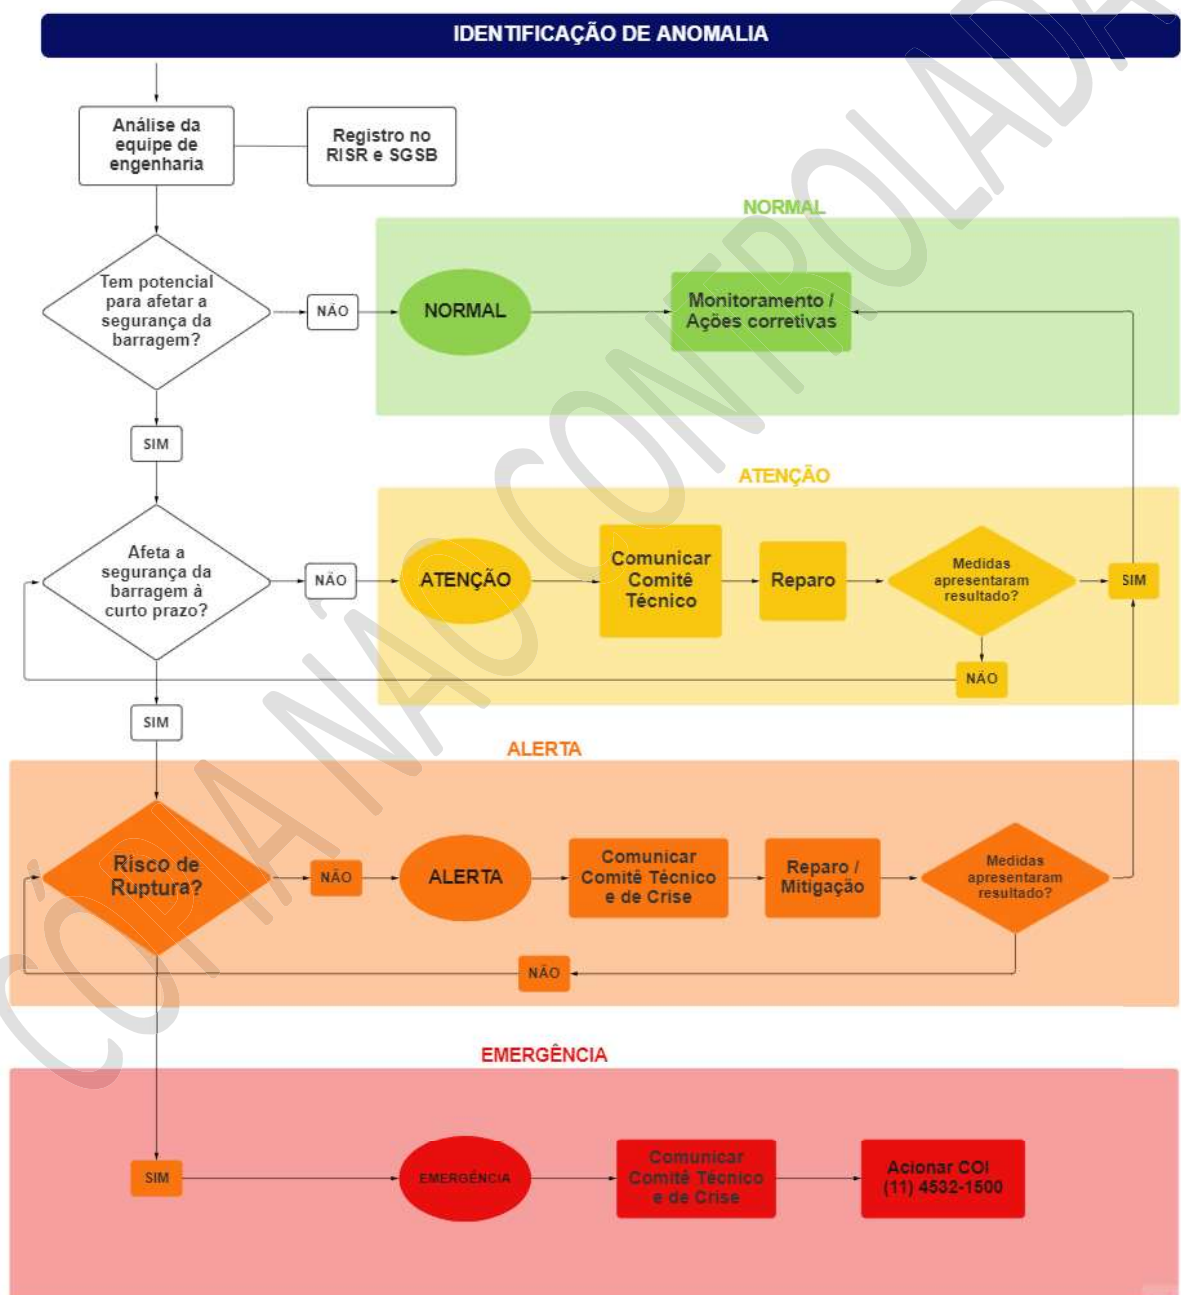 IDENTIFICAÇÃO DE ANOMALIA
Análise da
equipe de
engenharia
Registro no
RISR e SGSB
NORMAL
Tem potencial
para afetar a
segurança da
barragem?
NÃO
NORMAL
Monitoramento /
Ações corretivas
SIM
ATENÇÃO
Afeta a
segurança da
barragem à
curto prazo?
NÃO
ATENÇÃO
Comunicar
Comitê
Técnico
Reparo
Medidas
apresentaram
resultado?
SIM
NÃO
SIM
ALERTA
Risco de
Ruptura?
NÃO
ALERTA
Comunicar
Comitê Técnico
e de Crise
Reparo /
Mitigação
Medidas
apresentaram
resultado?
NÃO
EMERGÊNCIA
SIM
EMERGÊNCIA
Comunicar
Comitê Técnico
e de Crise
Acionar COI
(11) 4532-1500
CÓPIA NÃO CONTROLADA